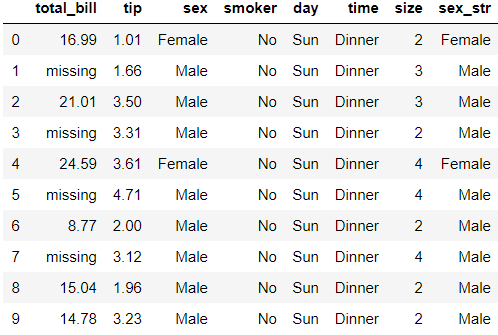 total_bill tip sex smoker day time size sex_str
0 16.99 1.01 Female No Sun Dinner 2 Female
1 missing 1.66 Male No Sun Dinner 3 Male
2 21.01 3.50 Male No Sun Dinner 3 Male
3 missing 3.31 Male No Sun Dinner 2 Male
4 24.59 3.61 Female No Sun Dinner 4 Female
5 missing 4.71 Male No Sun Dinner 4 Male
6 8.77 2.00 Male No Sun Dinner 2 Male
7 missing 3.12 Male No Sun Dinner 4 Male
8 15.04 1.96 Male No Sun Dinner 2 Male
9 14.78 3.23 Male No Sun Dinner 2 Male